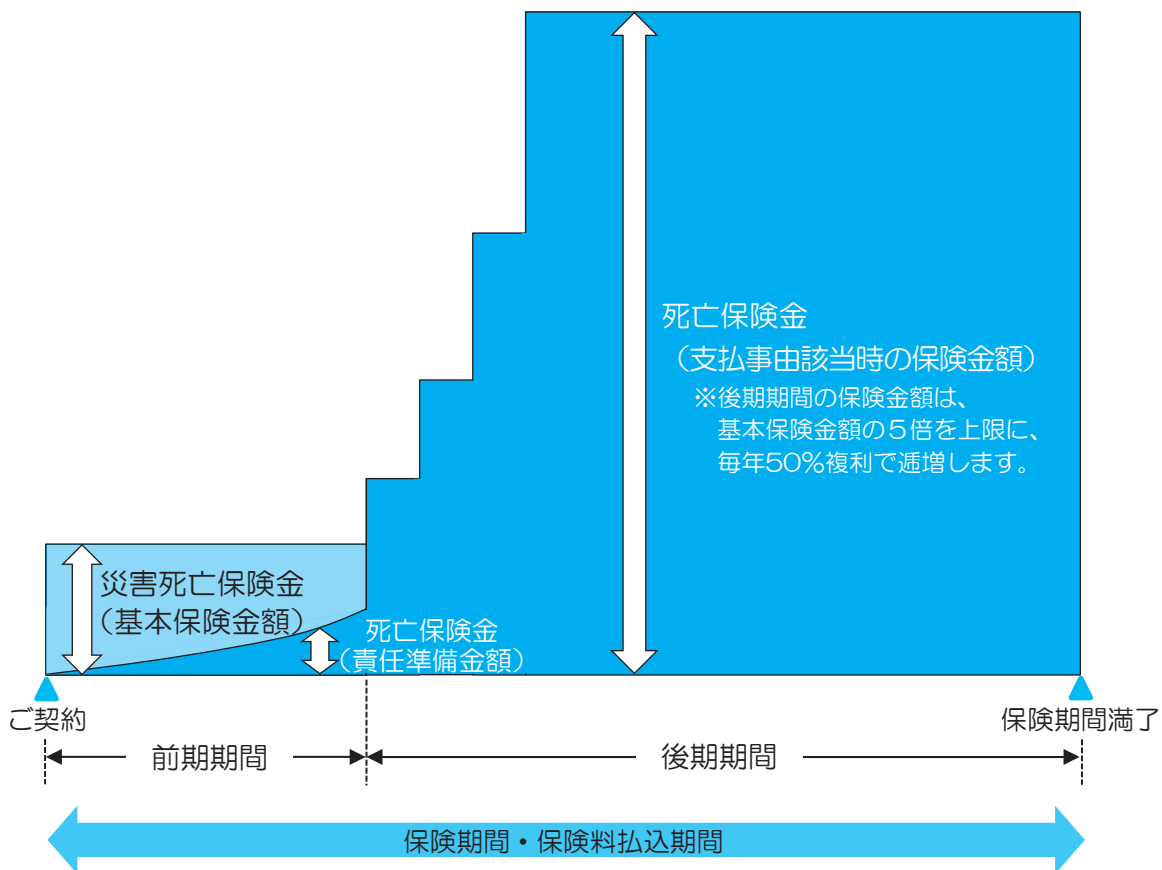 死亡保険金
（支払事由該当時の保険金額）
※後期期間の保険金額は、
基本保険金額の５倍を上限に、
毎年50％複利で逓増します。
災害死亡保険金
（基本保険金額）
死亡保険金
（責任準備金額）
ご契約
保険期間満了
前期期間
後期期間
保険期間・保険料払込期間